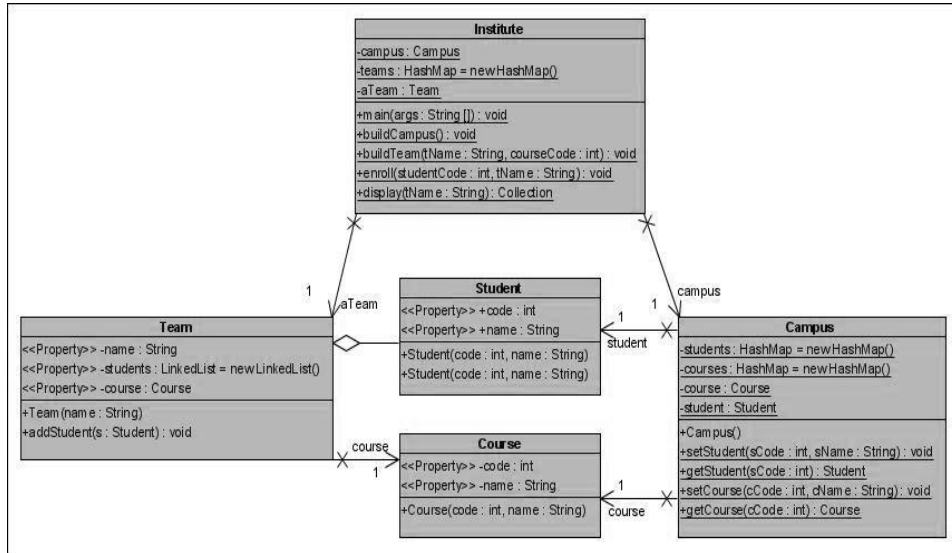 Institute
-campus : Campus
-teams : HashMap = newHashMap()
-aTeam : Team
+main(args : String []) : void
+buildCampus() : void
+buildTeam(tName : String, courseCode : int) : void
+enroll(studentCode : int, tName : String) : void
+display(tName : String) : Collection
1
aTeam
1
campus
Team
<<Property>> -name : String
<<Property>> -students : LinkedList = newLinkedList()
<<Property>> -course : Course
+Team(name : String)
+addStudent(s : Student) : void
Student
<<Property>> +code : int
<<Property>> +name : String
+Student(code : int, name : String)
+Student(code : int, name : String)
1
student
Campus
-students : HashMap = newHashMap()
-courses : HashMap = newHashMap()
-course : Course
-student : Student
+Campus()
+setStudent(sCode : int, sName : String) : void
+getStudent(sCode : int) : Student
+setCourse(cCode : int, cName : String) : void
+getCourse(cCode : int) : Course
course
1
Course
<<Property>> -code : int
<<Property>> -name : String
+Course(code : int, name : String)
1
course